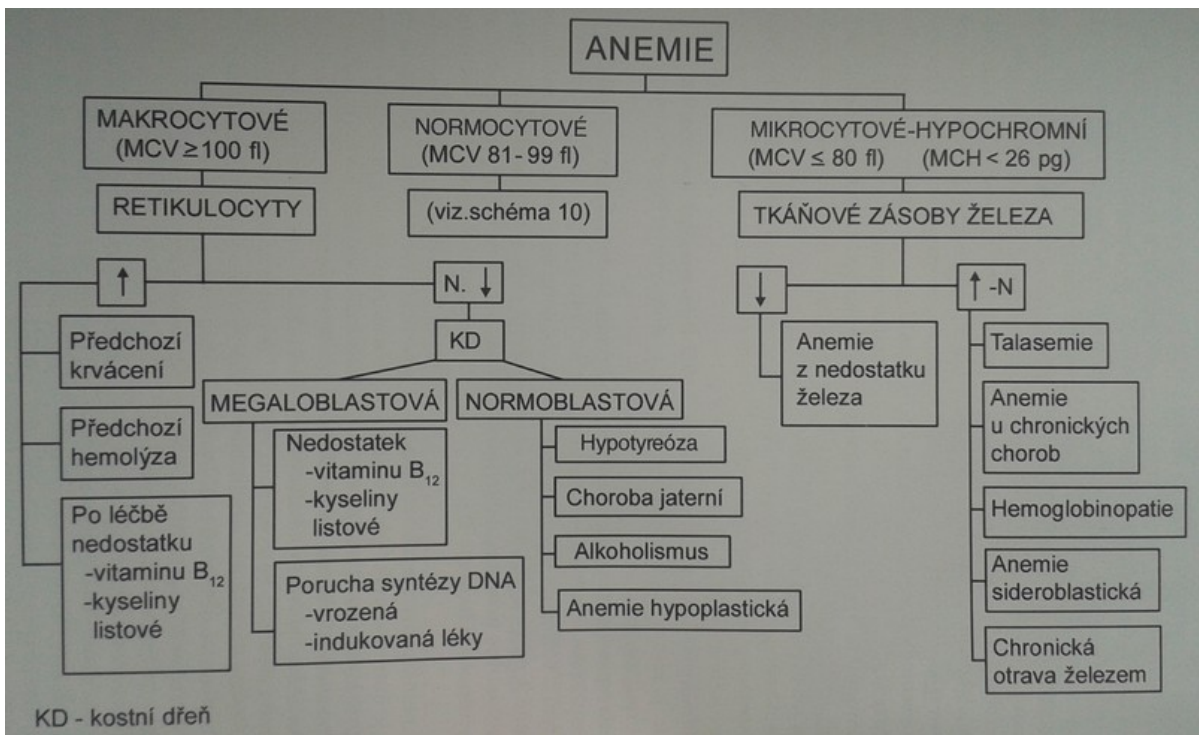 ANEMIE
MAKROCYTOVÉ
(MCV ≥ 100 fl)
NORMOCYTOVÉ
(MCV 81- 99 fl)
MIKROCYTOVÉ-HYPOCHROMNÍ
(MCV ≤ 80 fl) (MCH < 26 pg)
RETIKULOCYTY
(viz.schéma 10)
TKÁŇOVÉ ZÁSOBY ŽELEZA
↑
N. ↓
↓
↑ -N
Předchozí
krvácení
Předchozí
hemolýza
Po léčbě
nedostatku
-vitaminu B₁₂
-kyseliny
listové
KD
MEGALOBLASTOVÁ
Nedostatek
-vitaminu B₁₂
-kyseliny
listové
Porucha syntézy DNA
-vrozená
-indukovaná léky
NORMOBLASTOVÁ
Hypotyreóza
Choroba jaterní
Alkoholismus
Anemie hypoplastická
Anemie
z nedostatku
železa
Talasemie
Anemie
u chronických
chorob
Hemoglobinopatie
Anemie
sideroblastická
Chronická
otrava železem
KD - kostní dřeň